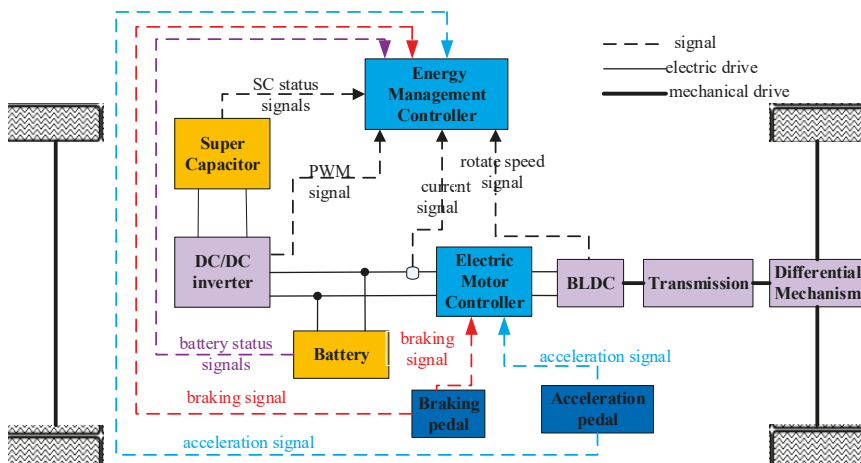 signal
electric drive
mechanical drive
Energy
Management
Controller
SC status
signals
Super
Capacitor
PWM
signal
current
signal
rotate speed
signal
DC/DC
inverter
Electric
Motor
Controller
BLDC
Transmission
Differential
Mechanism
battery status
signals
Battery
braking
signal
acceleration signal
braking signal
Braking
pedal
Acceleration
pedal
acceleration signal